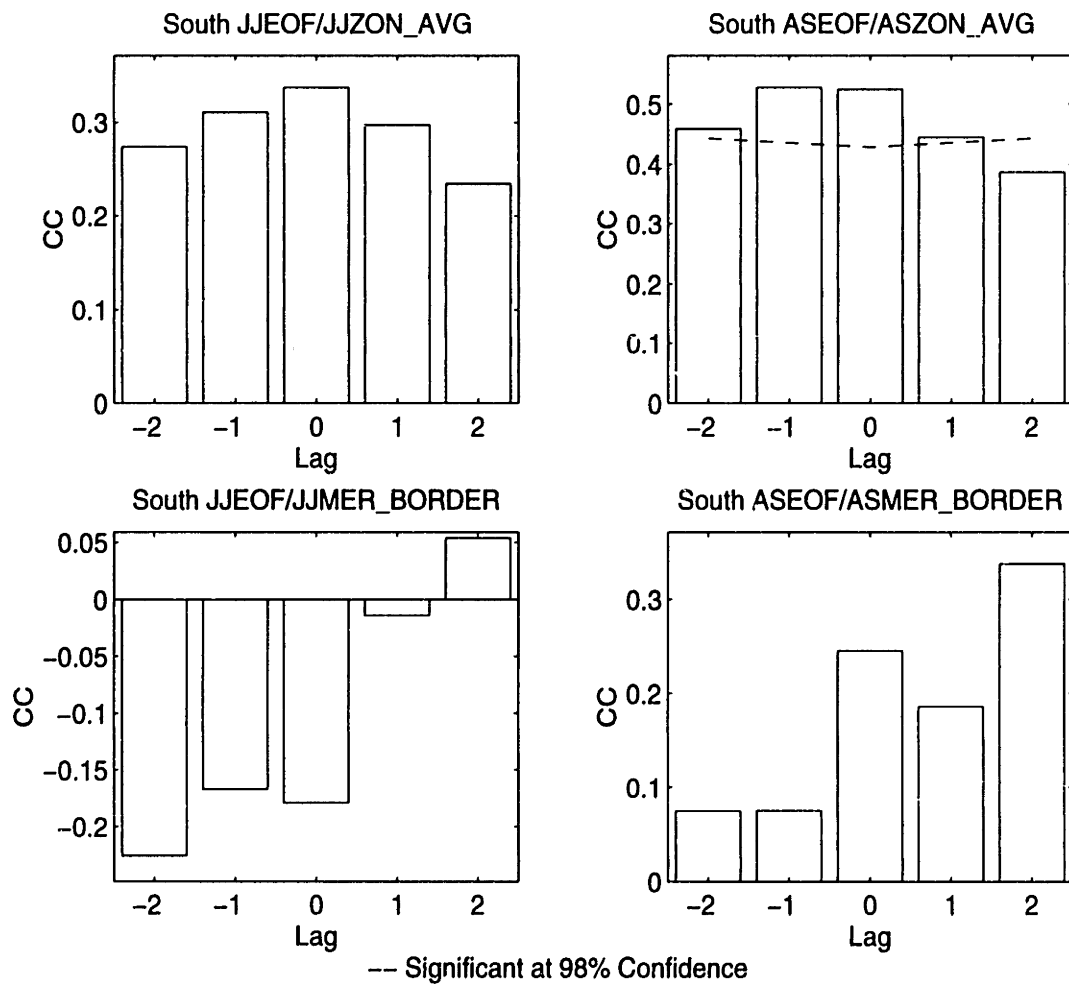 South JJEOF/JJZON_AVG
0.3
0.2
0.1
0
CC
-2 -1 0 1 2
Lag
South ASEOF/ASZON_AVG
0.5
0.4
0.3
0.2
0.1
0
CC
-2 -1 0 1 2
Lag
South JJEOF/JJMER_BORDER
0.05
0
-0.05
-0.1
-0.15
-0.2
CC
-2 -1 0 1 2
Lag
South ASEOF/ASMER_BORDER
0.3
0.2
0.1
0
CC
-2 -1 0 1 2
Lag
-- Significant at 98% Confidence